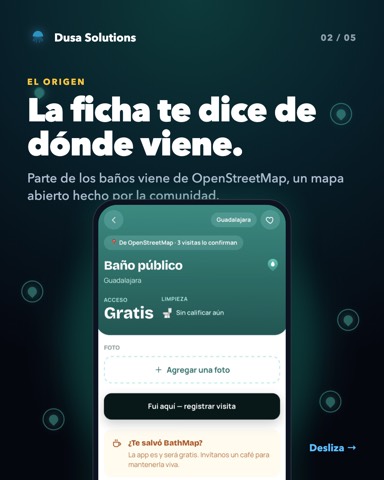 Dusa Solutions
02 / 05
EL ORIGEN
La ficha te dice de
dónde viene.
Parte de los baños viene de OpenStreetMap, un mapa
abierto hecho por la comunidad.
Guadalajara
De OpenStreetMap · 3 visitas lo confirman
Baño público
Guadalajara
ACCESO
LIMPIEZA
Gratis
Sin calificar aún
FOTO
+ Agregar una foto
Fui aquí — registrar visita
¿Te salvó BathMap?
La app es y será gratis. Invítanos un café para
mantenerla viva.
Desliza →